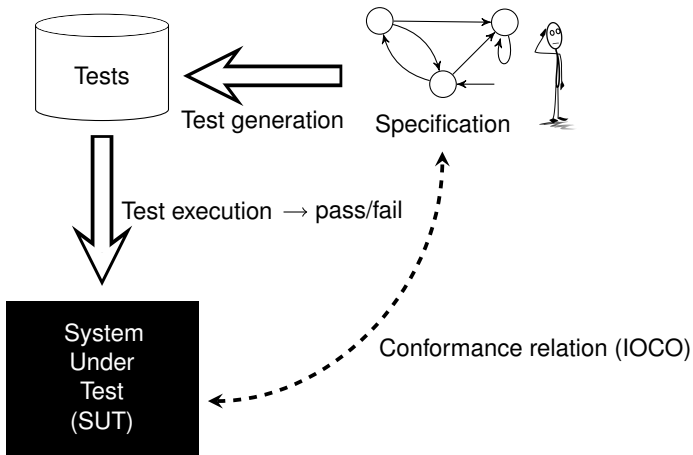 Tests
Test generation
Specification
Test execution → pass/fail
System
Under
Test
(SUT)
Conformance relation (IOCO)